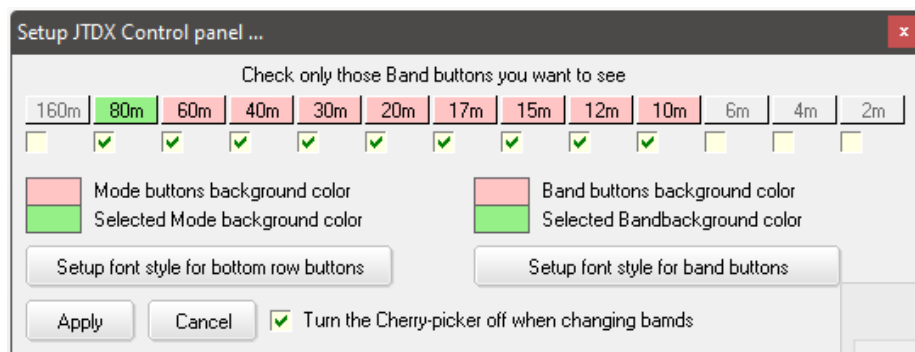 Setup JTDX Control panel ...
x
Check only those Band buttons you want to see
160m 80m 60m 40m 30m 20m 17m 15m 12m 10m 6m 4m 2m
Mode buttons background color
Selected Mode background color
Band buttons background color
Selected Bandbackground color
Setup font style for bottom row buttons
Setup font style for band buttons
Apply
Cancel
Turn the Cherry-picker off when changing bamds